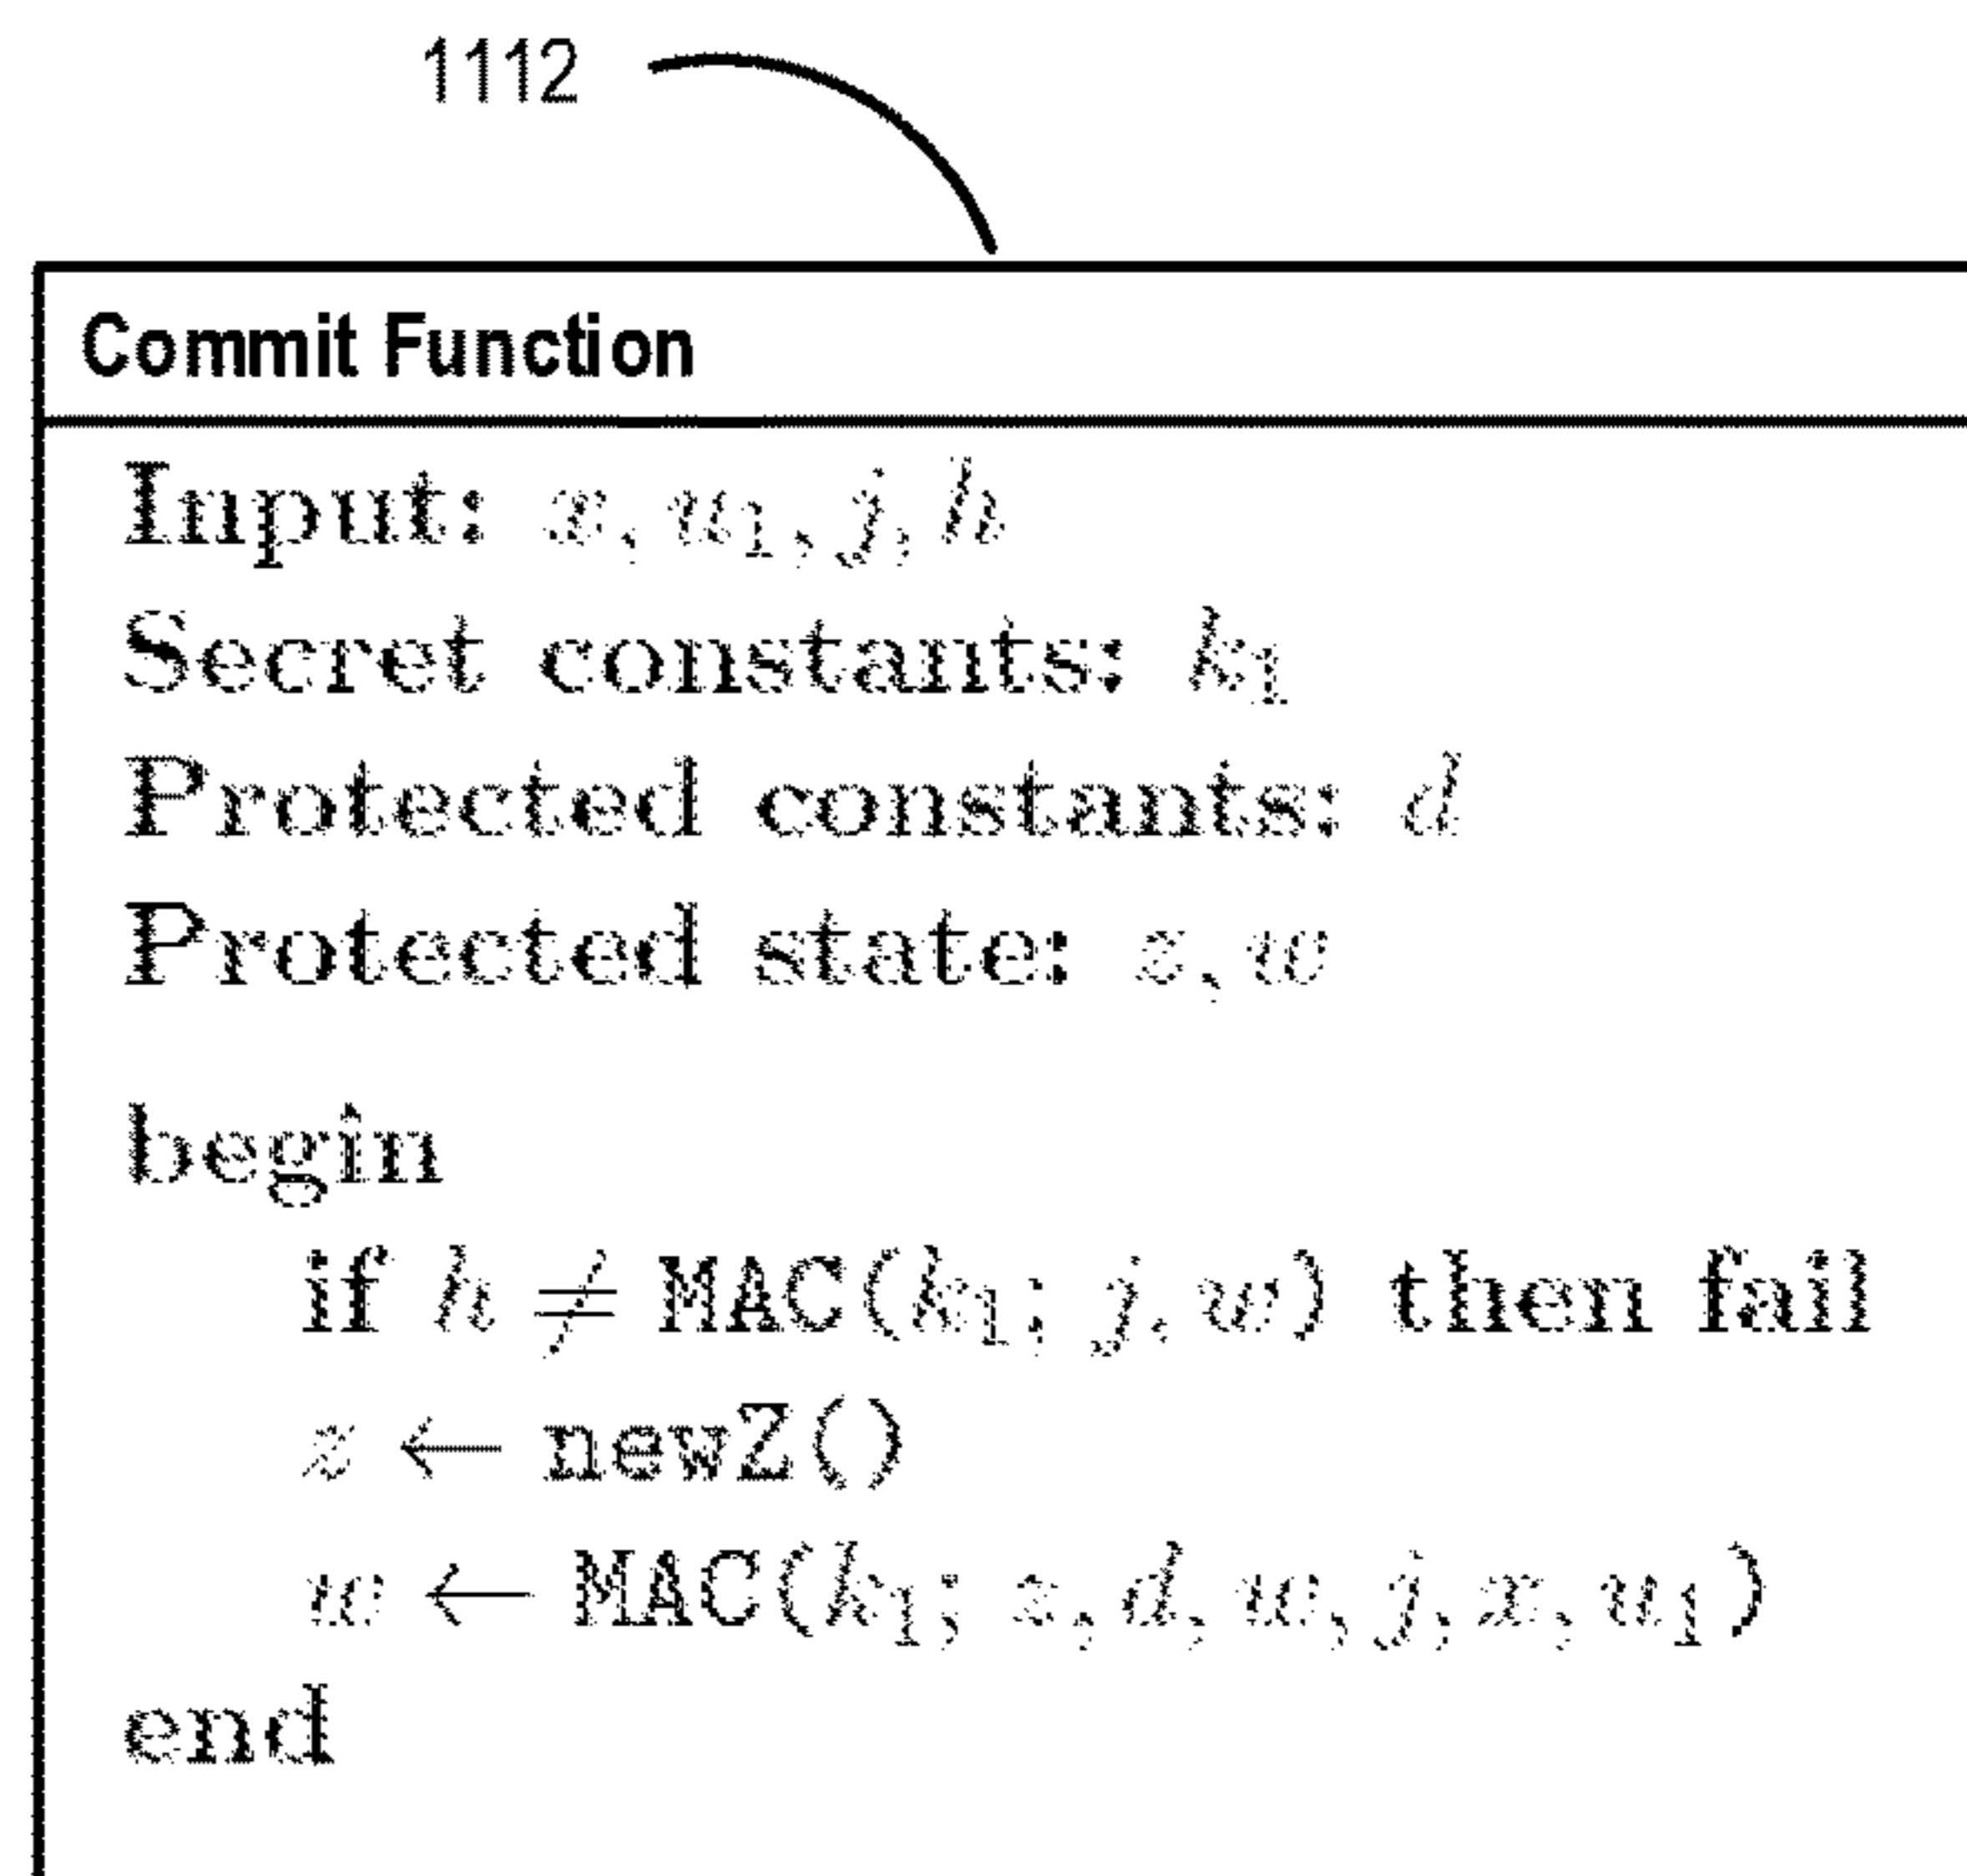 1112
Commit Function
Input: x, u₁, j, h
Secret constants: k₁
Protected constants: d
Protected state: z, w
begin
if h ≠ MAC(k₁; j, w) then fail
z ← newZ()
w ← MAC(k₁; z, d, w, j, x, u₁)
end